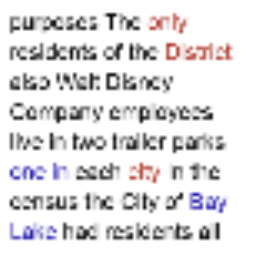 purposes The only
residents of the District
also Walt Disney
Company employees
live in two trailer parks
one in each city In the
census the City of Bay
Lake had residents all